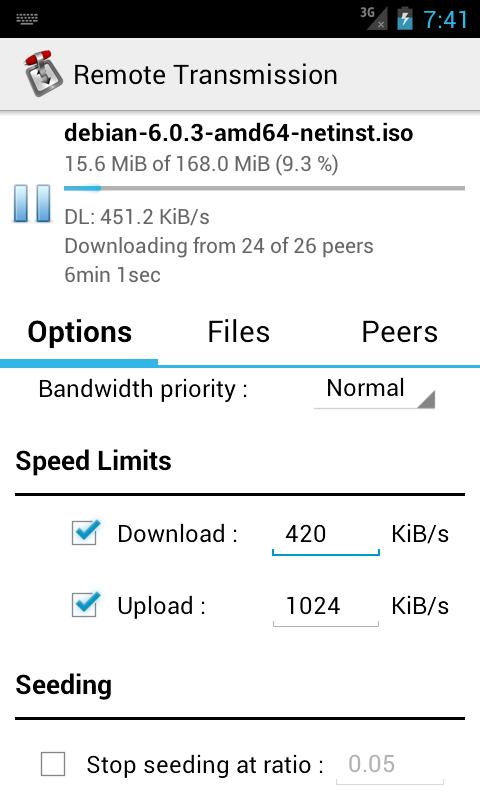 3G 7:41
Remote Transmission
debian-6.0.3-amd64-netinst.iso
15.6 MiB of 168.0 MiB (9.3 %)
DL: 451.2 KiB/s
Downloading from 24 of 26 peers
6min 1sec
Options Files Peers
Bandwidth priority : Normal
Speed Limits
Download : 420 KiB/s
Upload : 1024 KiB/s
Seeding
Stop seeding at ratio : 0.05